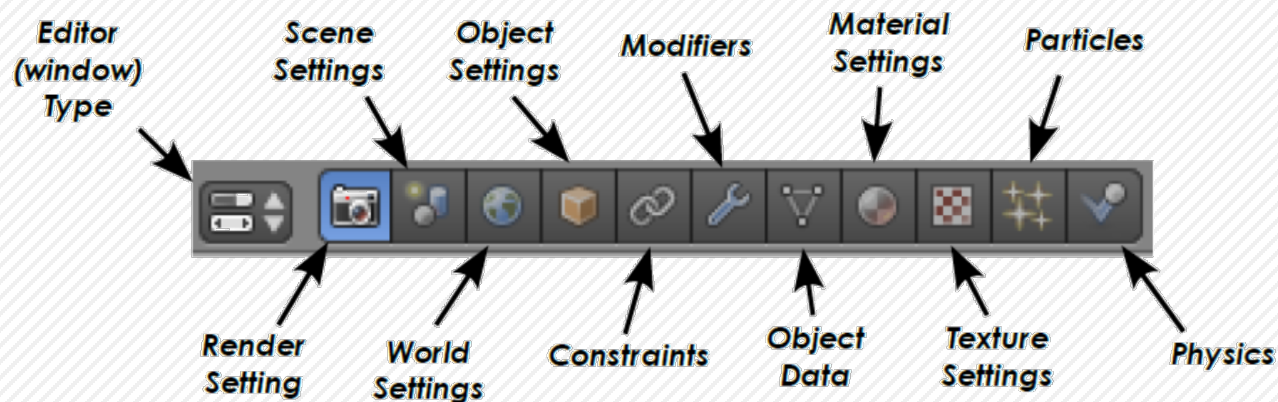 Editor
(window)
Type
Scene
Settings
Object
Settings
Modifiers
Material
Settings
Particles
Render
Setting
World
Settings
Constraints
Object
Data
Texture
Settings
Physics